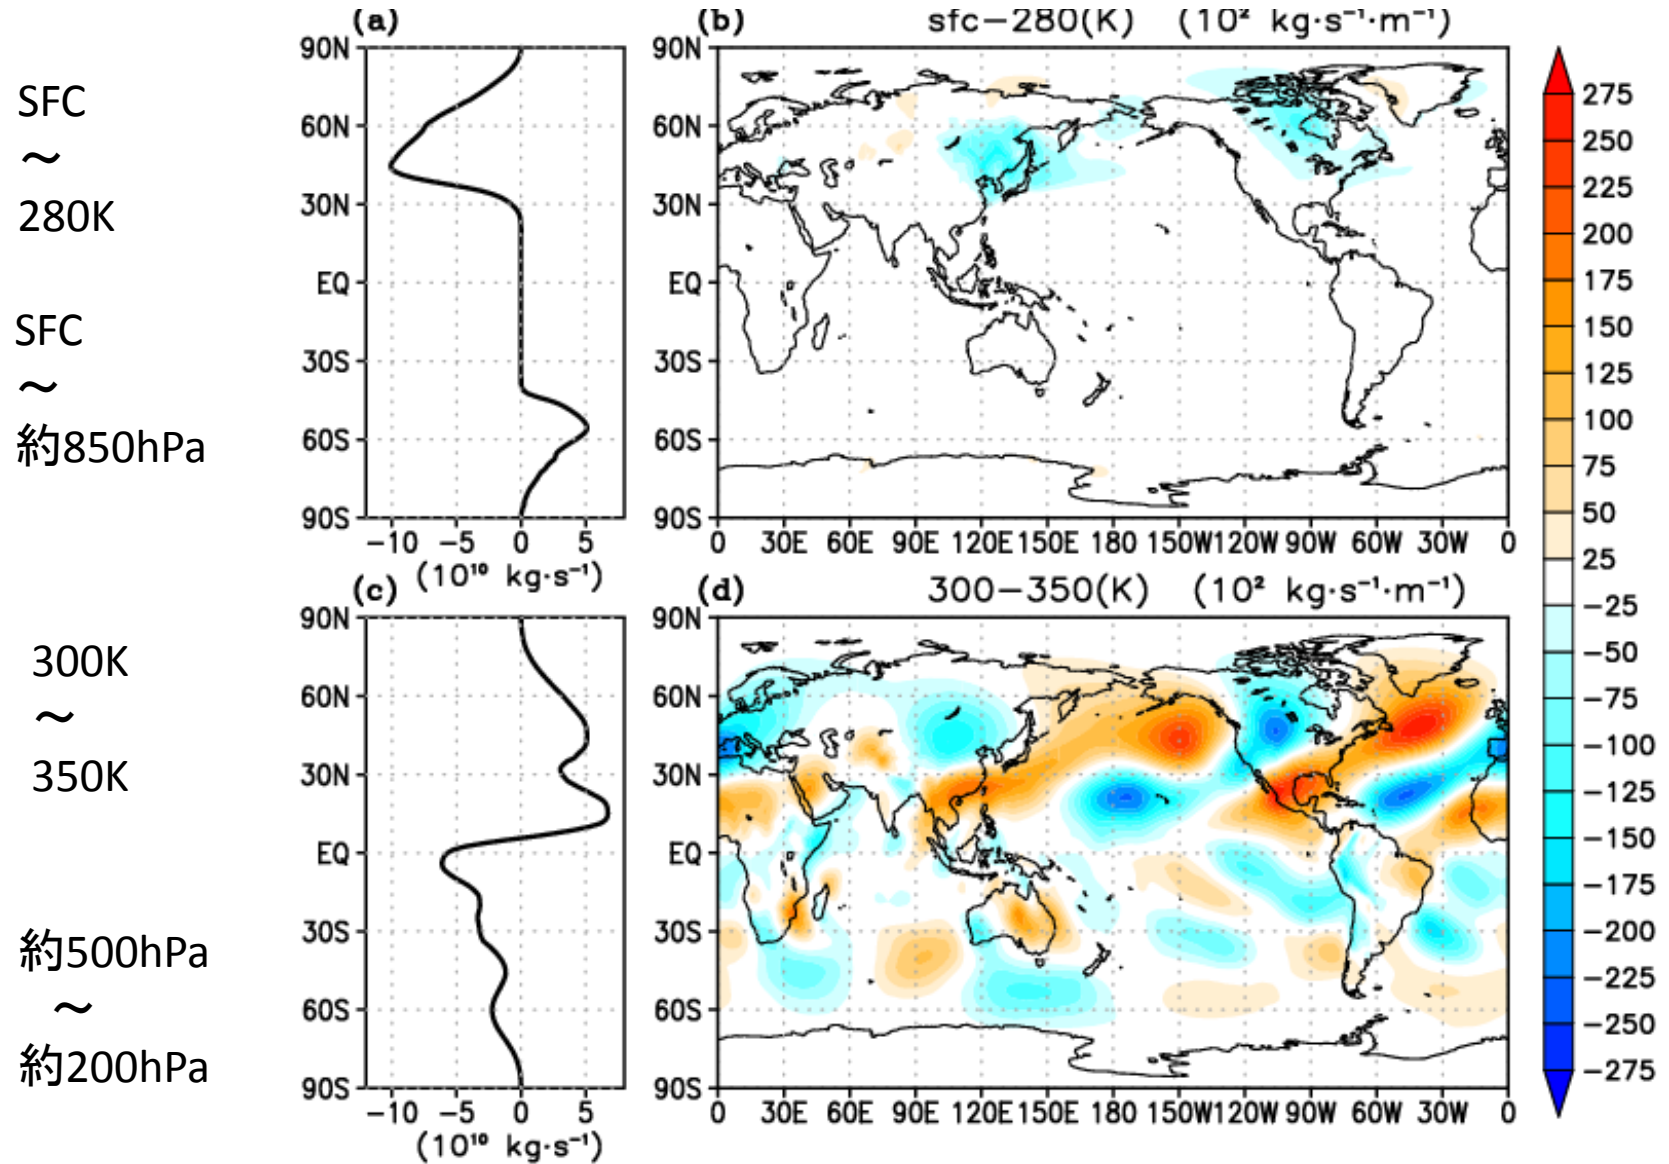 (a)
(b) sfc−280(K) (10² kg·s⁻¹·m⁻¹)
SFC
～
280K
SFC
～
約850hPa
90N
60N
30N
EQ
30S
60S
90S
−10 −5 0 5
(10¹⁰ kg·s⁻¹)
90N
60N
30N
EQ
30S
60S
90S
0 30E 60E 90E 120E 150E 180 150W 120W 90W 60W 30W 0
(c)
(d) 300−350(K) (10² kg·s⁻¹·m⁻¹)
300K
～
350K
約500hPa
～
約200hPa
90N
60N
30N
EQ
30S
60S
90S
−10 −5 0 5
(10¹⁰ kg·s⁻¹)
90N
60N
30N
EQ
30S
60S
90S
0 30E 60E 90E 120E 150E 180 150W 120W 90W 60W 30W 0
275
250
225
200
175
150
125
100
75
50
25
−25
−50
−75
−100
−125
−150
−175
−200
−225
−250
−275